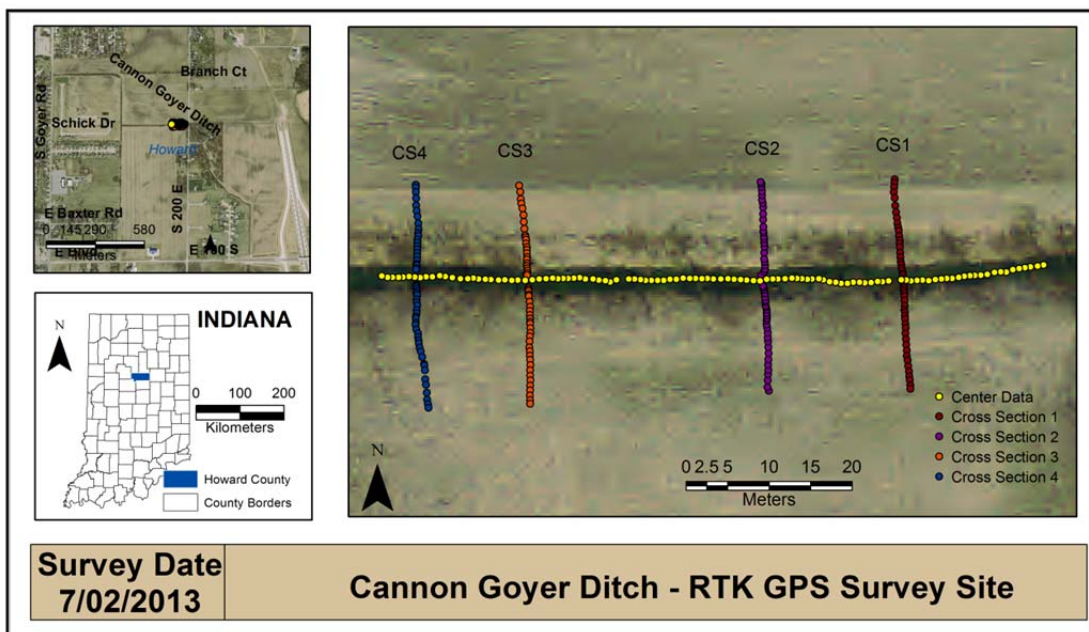 Cannon Goyer Ditch
Branch Ct
S Goyer Rd
Schick Dr
Howard
S 200 E
E Baxter Rd
0 145 290 580
Meters
E Blvd
E 100 S
N
INDIANA
0 100 200
Kilometers
Howard County
County Borders
CS4
CS3
CS2
CS1
Center Data
Cross Section 1
Cross Section 2
Cross Section 3
Cross Section 4
N
0 2.5 5 10 15 20
Meters
Survey Date
7/02/2013
Cannon Goyer Ditch - RTK GPS Survey Site